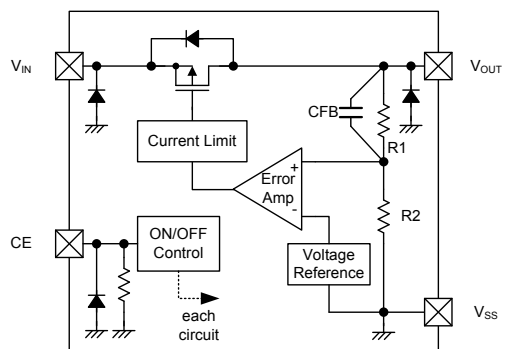 VIN
VOUT
CFB
R1
Current Limit
+
Error
Amp
-
R2
CE
ON/OFF
Control
Voltage
Reference
each
circuit
VSS